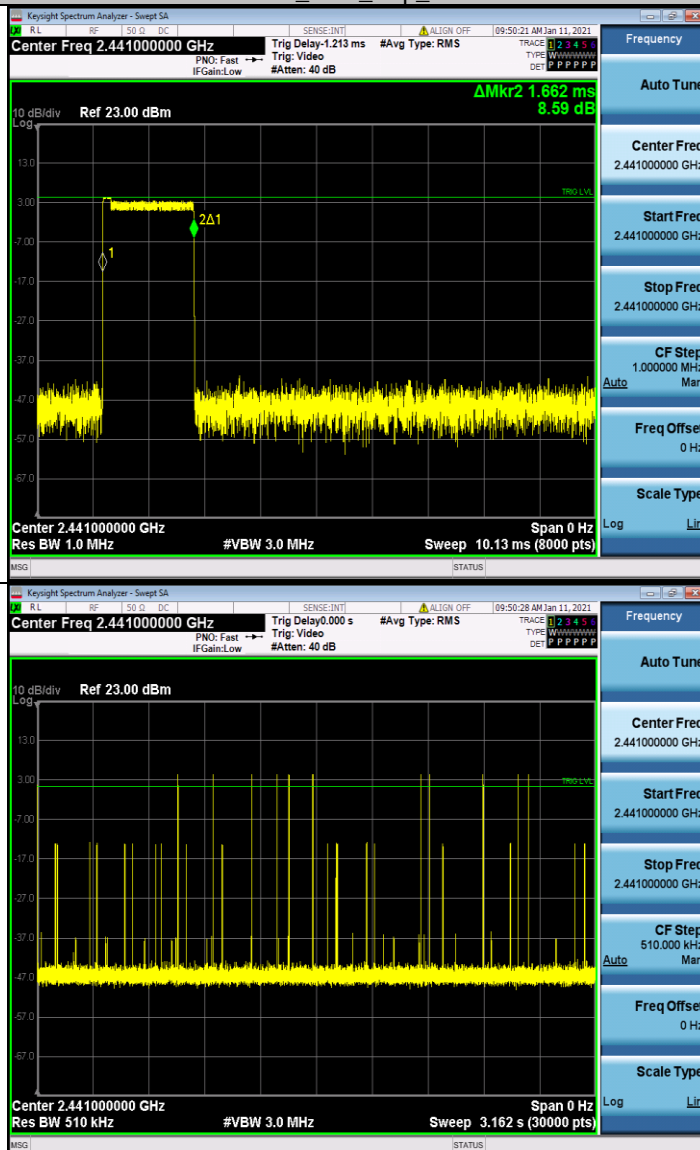 Keysight Spectrum Analyzer - Swept SA
RL RF 50 Ω DC SENSE:INT ALIGN OFF 09:50:21 AM Jan 11, 2021
Center Freq 2.441000000 GHz
PNO: Fast
IFGain:Low
Trig Delay-1.213 ms
Trig: Video
#Atten: 40 dB
#Avg Type: RMS
TRACE 1 2 3 4 5 6
TYPE WWWWWW
DET P P P P P P
ΔMkr2 1.662 ms
8.59 dB
10 dB/div Ref 23.00 dBm
Log
13.0
3.00
-7.00
-17.0
-27.0
-37.0
-47.0
-57.0
-67.0
TRIG LVL
2Δ1
1
Center 2.441000000 GHz Span 0 Hz
Res BW 1.0 MHz #VBW 3.0 MHz Sweep 10.13 ms (8000 pts)
MSG STATUS
Frequency
Auto Tune
Center Freq
2.441000000 GHz
Start Freq
2.441000000 GHz
Stop Freq
2.441000000 GHz
CF Step
1.000000 MHz
Auto Man
Freq Offset
0 Hz
Scale Type
Log Lin
Keysight Spectrum Analyzer - Swept SA
RL RF 50 Ω DC SENSE:INT ALIGN OFF 09:50:28 AM Jan 11, 2021
Center Freq 2.441000000 GHz
PNO: Fast
IFGain:Low
Trig Delay0.000 s
Trig: Video
#Atten: 40 dB
#Avg Type: RMS
TRACE 1 2 3 4 5 6
TYPE WWWWWW
DET P P P P P P
10 dB/div Ref 23.00 dBm
Log
13.0
3.00
-7.00
-17.0
-27.0
-37.0
-47.0
-57.0
-67.0
TRIG LVL
Center 2.441000000 GHz Span 0 Hz
Res BW 510 kHz #VBW 3.0 MHz Sweep 3.162 s (30000 pts)
MSG STATUS
Frequency
Auto Tune
Center Freq
2.441000000 GHz
Start Freq
2.441000000 GHz
Stop Freq
2.441000000 GHz
CF Step
510.000 kHz
Auto Man
Freq Offset
0 Hz
Scale Type
Log Lin